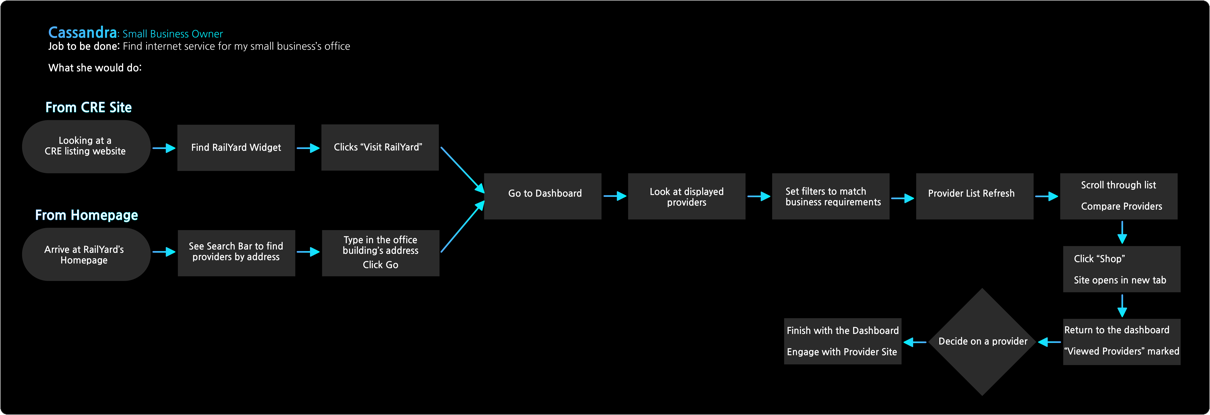 Cassandra: Small Business Owner
Job to be done: Find internet service for my small business's office
What she would do:
From CRE Site
Looking at a
CRE listing website
Find RailYard Widget
Clicks "Visit RailYard"
From Homepage
Arrive at RailYard's
Homepage
See Search Bar to find
providers by address
Type in the office
building's address
Click Go
Go to Dashboard
Look at displayed
providers
Set filters to match
business requirements
Provider List Refresh
Scroll through list
Compare Providers
Click "Shop"
Site opens in new tab
Return to the dashboard
"Viewed Providers" marked
Decide on a provider
Finish with the Dashboard
Engage with Provider Site